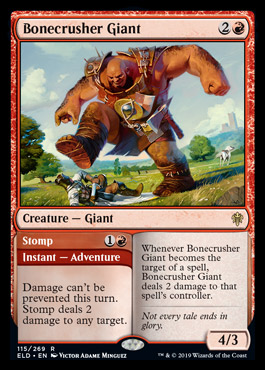 Bonecrusher Giant 2
Creature — Giant
Stomp 1
Instant — Adventure
Damage can't be
prevented this turn.
Stomp deals 2
damage to any target.
Whenever Bonecrusher
Giant becomes the
target of a spell,
Bonecrusher Giant
deals 2 damage to
that spell's controller.
Not every tale ends
in glory.
4/3
115/269 R
ELD • EN VICTOR ADAME MINGUEZ
™ & © 2019 Wizards of the Coast